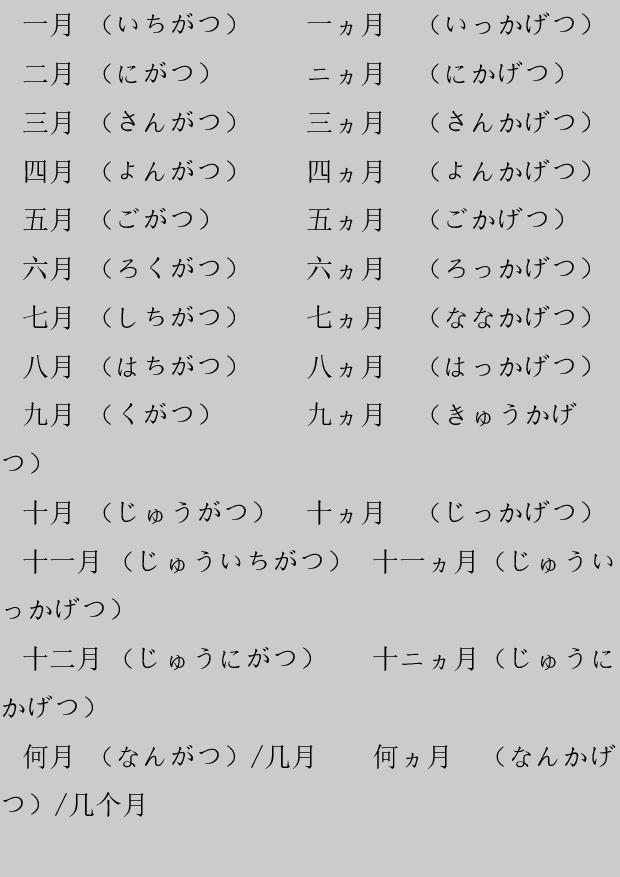 一月 （いちがつ） 一ヵ月 （いっかげつ）
二月 （にがつ） ニヵ月 （にかげつ）
三月 （さんがつ） 三ヵ月 （さんかげつ）
四月 （よんがつ） 四ヵ月 （よんかげつ）
五月 （ごがつ） 五ヵ月 （ごかげつ）
六月 （ろくがつ） 六ヵ月 （ろっかげつ）
七月 （しちがつ） 七ヵ月 （ななかげつ）
八月 （はちがつ） 八ヵ月 （はっかげつ）
九月 （くがつ） 九ヵ月 （きゅうかげ
つ）
十月 （じゅうがつ） 十ヵ月 （じっかげつ）
十一月（じゅういちがつ） 十一ヵ月（じゅうい
っかげつ）
十二月（じゅうにがつ） 十ニヵ月（じゅうに
かげつ）
何月 （なんがつ）/几月 何ヵ月 （なんかげ
つ）/几个月